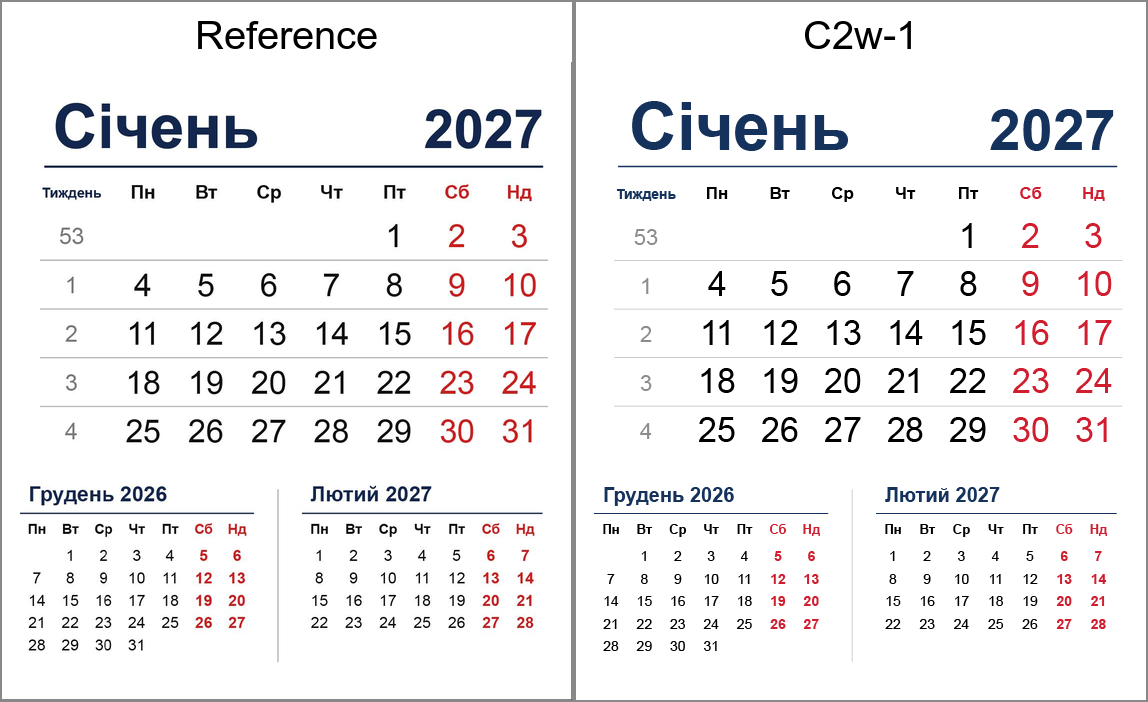 Reference
Січень 2027
Тиждень Пн Вт Ср Чт Пт Сб Нд
53 1 2 3
1 4 5 6 7 8 9 10
2 11 12 13 14 15 16 17
3 18 19 20 21 22 23 24
4 25 26 27 28 29 30 31
Грудень 2026
Пн Вт Ср Чт Пт Сб Нд
1 2 3 4 5 6
7 8 9 10 11 12 13
14 15 16 17 18 19 20
21 22 23 24 25 26 27
28 29 30 31
Лютий 2027
Пн Вт Ср Чт Пт Сб Нд
1 2 3 4 5 6 7
8 9 10 11 12 13 14
15 16 17 18 19 20 21
22 23 24 25 26 27 28
C2w-1
Січень 2027
Тиждень Пн Вт Ср Чт Пт Сб Нд
53 1 2 3
1 4 5 6 7 8 9 10
2 11 12 13 14 15 16 17
3 18 19 20 21 22 23 24
4 25 26 27 28 29 30 31
Грудень 2026
Пн Вт Ср Чт Пт Сб Нд
1 2 3 4 5 6
7 8 9 10 11 12 13
14 15 16 17 18 19 20
21 22 23 24 25 26 27
28 29 30 31
Лютий 2027
Пн Вт Ср Чт Пт Сб Нд
1 2 3 4 5 6 7
8 9 10 11 12 13 14
15 16 17 18 19 20 21
22 23 24 25 26 27 28